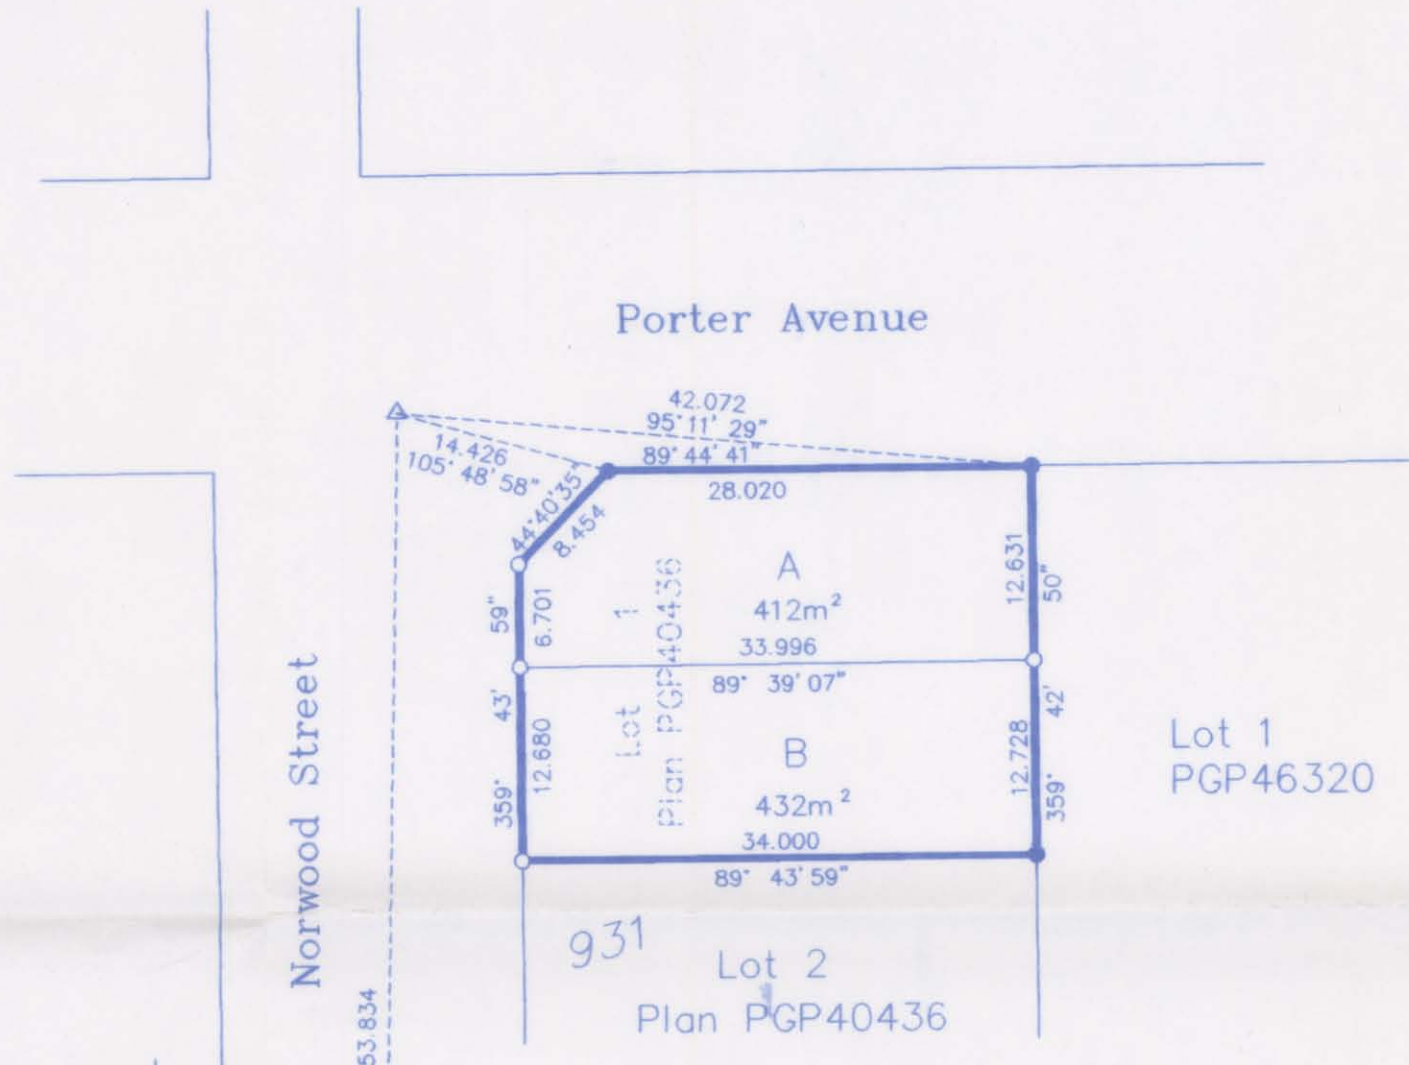 Porter Avenue
42.072
95° 11' 29"
89° 44' 41"
28.020
14.426
105° 48' 58"
44°40'35"
8.454
A
412m²
33.996
89° 39' 07"
12.631
6.701
359° 43' 59"
359° 42' 50"
Lot 1
Plan PGP40436
B
432m²
34.000
89° 43' 59"
12.680
12.728
Lot 1
PGP46320
Norwood Street
53.834
931
Lot 2
Plan PGP40436